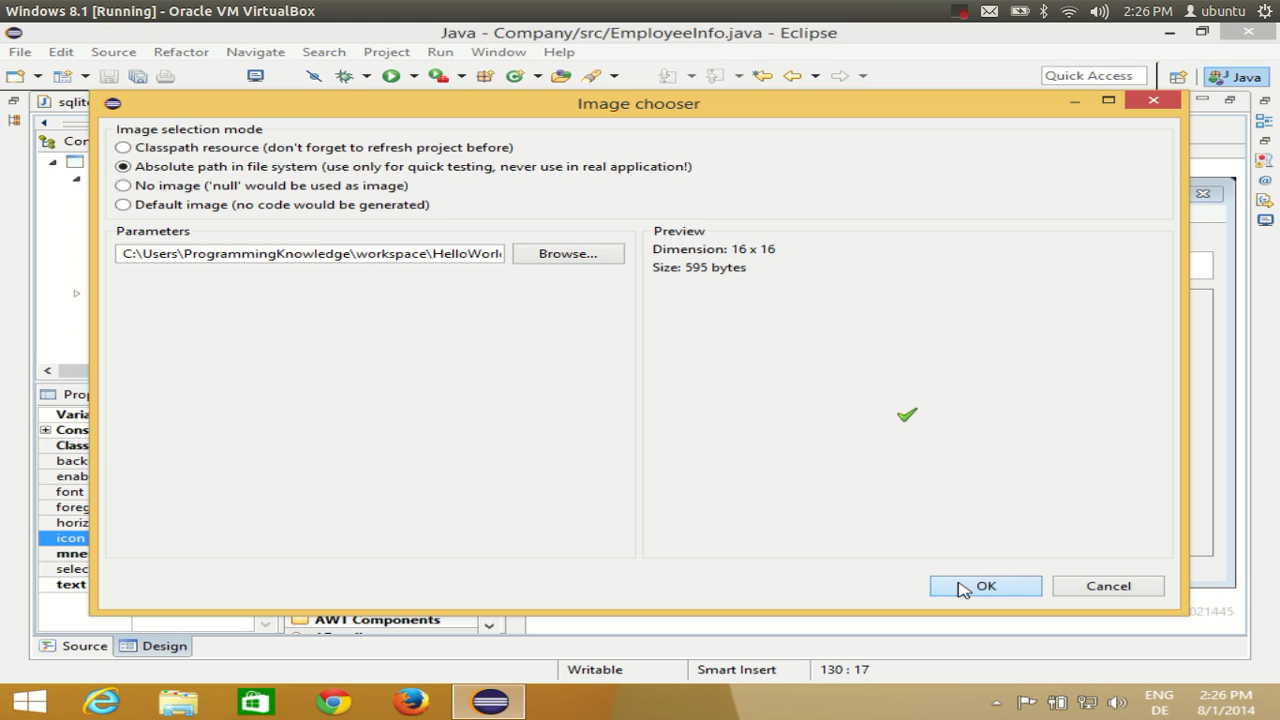 Windows 8.1 [Running] - Oracle VM VirtualBox
2:26 PM ubuntu
Java - Company/src/EmployeeInfo.java - Eclipse
File Edit Source Refactor Navigate Search Project Run Window Help
Quick Access
Java
sqlite
Image chooser
Image selection mode
Con
Classpath resource (don't forget to refresh project before)
Absolute path in file system (use only for quick testing, never use in real application!)
No image ('null' would be used as image)
Default image (no code would be generated)
Parameters
Preview
C:\Users\ProgrammingKnowledge\workspace\HelloWorl
Browse...
Dimension: 16 x 16
Size: 595 bytes
Prop
Varia
Cons
Class
back
enab
font
foreg
horiz
icon
mne
selec
text
OK
Cancel
021445
AWT Components
Source
Design
Writable
Smart Insert
130 : 17
ENG
DE
2:26 PM
8/1/2014